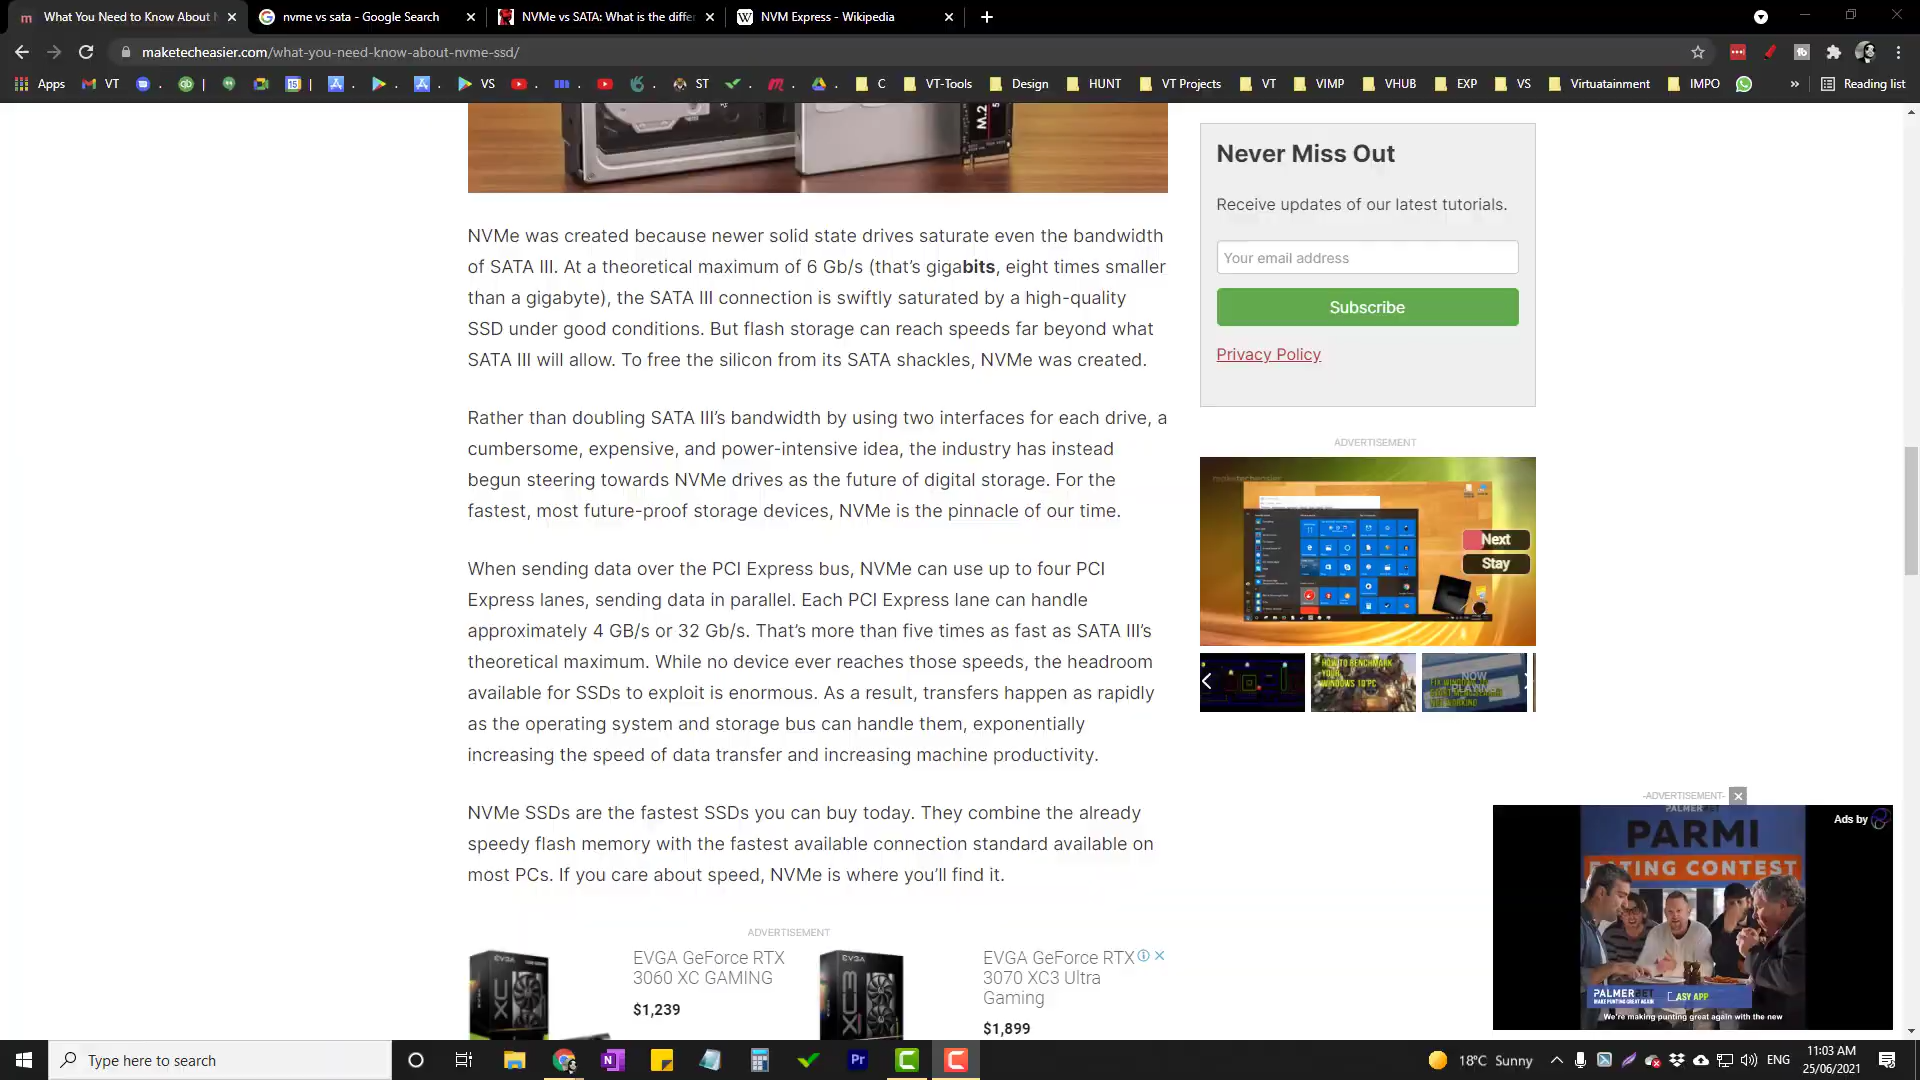 What You Need to Know About N
nvme vs sata - Google Search
NVMe vs SATA: What is the differ
NVM Express - Wikipedia
maketecheasier.com/what-you-need-know-about-nvme-ssd/
Apps
VT
VS
ST
C
VT-Tools
Design
HUNT
VT Projects
VT
VIMP
VHUB
EXP
VS
Virtuatainment
IMPO
Reading list
M.2
NVMe was created because newer solid state drives saturate even the bandwidth
of SATA III. At a theoretical maximum of 6 Gb/s (that's gigabits, eight times smaller
than a gigabyte), the SATA III connection is swiftly saturated by a high-quality
SSD under good conditions. But flash storage can reach speeds far beyond what
SATA III will allow. To free the silicon from its SATA shackles, NVMe was created.
Rather than doubling SATA III's bandwidth by using two interfaces for each drive, a
cumbersome, expensive, and power-intensive idea, the industry has instead
begun steering towards NVMe drives as the future of digital storage. For the
fastest, most future-proof storage devices, NVMe is the pinnacle of our time.
When sending data over the PCI Express bus, NVMe can use up to four PCI
Express lanes, sending data in parallel. Each PCI Express lane can handle
approximately 4 GB/s or 32 Gb/s. That's more than five times as fast as SATA III's
theoretical maximum. While no device ever reaches those speeds, the headroom
available for SSDs to exploit is enormous. As a result, transfers happen as rapidly
as the operating system and storage bus can handle them, exponentially
increasing the speed of data transfer and increasing machine productivity.
NVMe SSDs are the fastest SSDs you can buy today. They combine the already
speedy flash memory with the fastest available connection standard available on
most PCs. If you care about speed, NVMe is where you'll find it.
ADVERTISEMENT
EVGA GeForce RTX
3060 XC GAMING
$1,239
EVGA GeForce RTX
3070 XC3 Ultra
Gaming
$1,899
Never Miss Out
Receive updates of our latest tutorials.
Your email address
Subscribe
Privacy Policy
ADVERTISEMENT
maketecheasier
Next
Stay
HOW TO BENCHMARK
YOUR
WINDOWS 10 PC
NOW
PLAYING
-ADVERTISEMENT-
Ads by
PALMERBET
PARMI
EATING CONTEST
PALMERBET
MAKE PUNTING GREAT AGAIN
EASY APP
We're making punting great again with the new
Type here to search
18°C Sunny
ENG
11:03 AM
25/06/2021